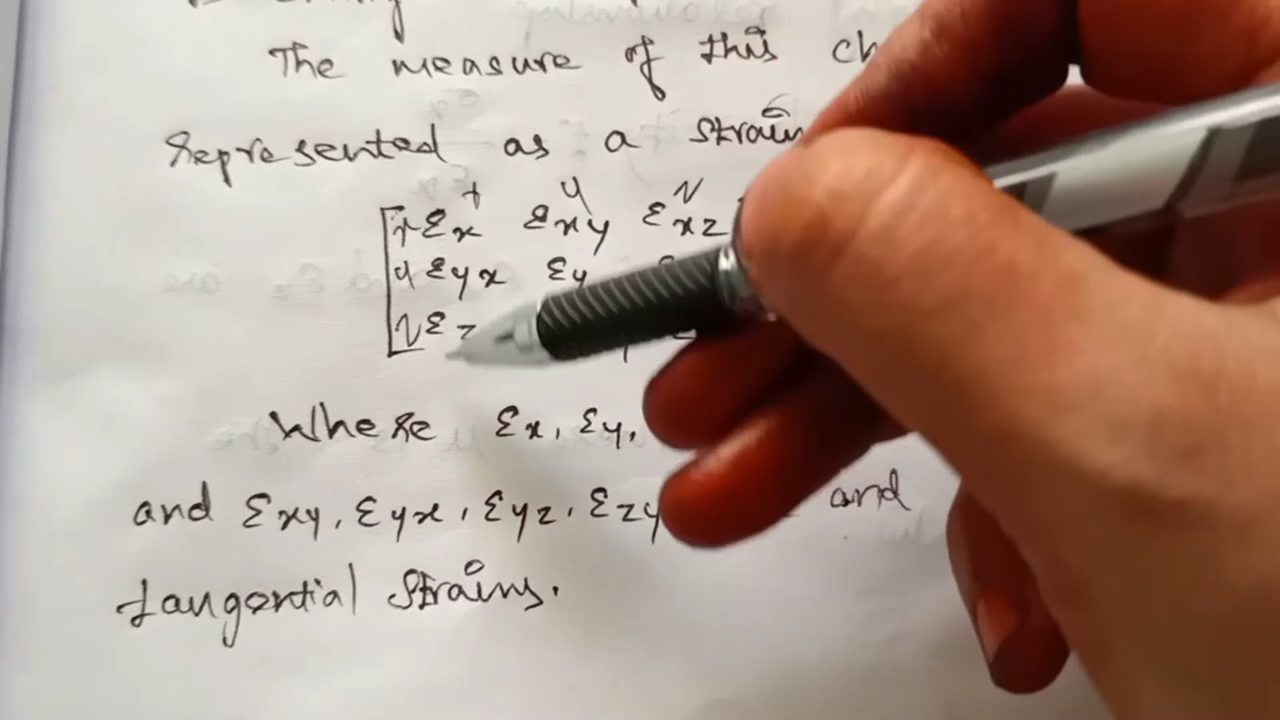 The measure of this
Represented as a Strain
x y z
x εx εxy εxz
y εyx εy
z εz
Where εx, εy,
and εxy, εyx, εyz, εzy and
tangential Strains.